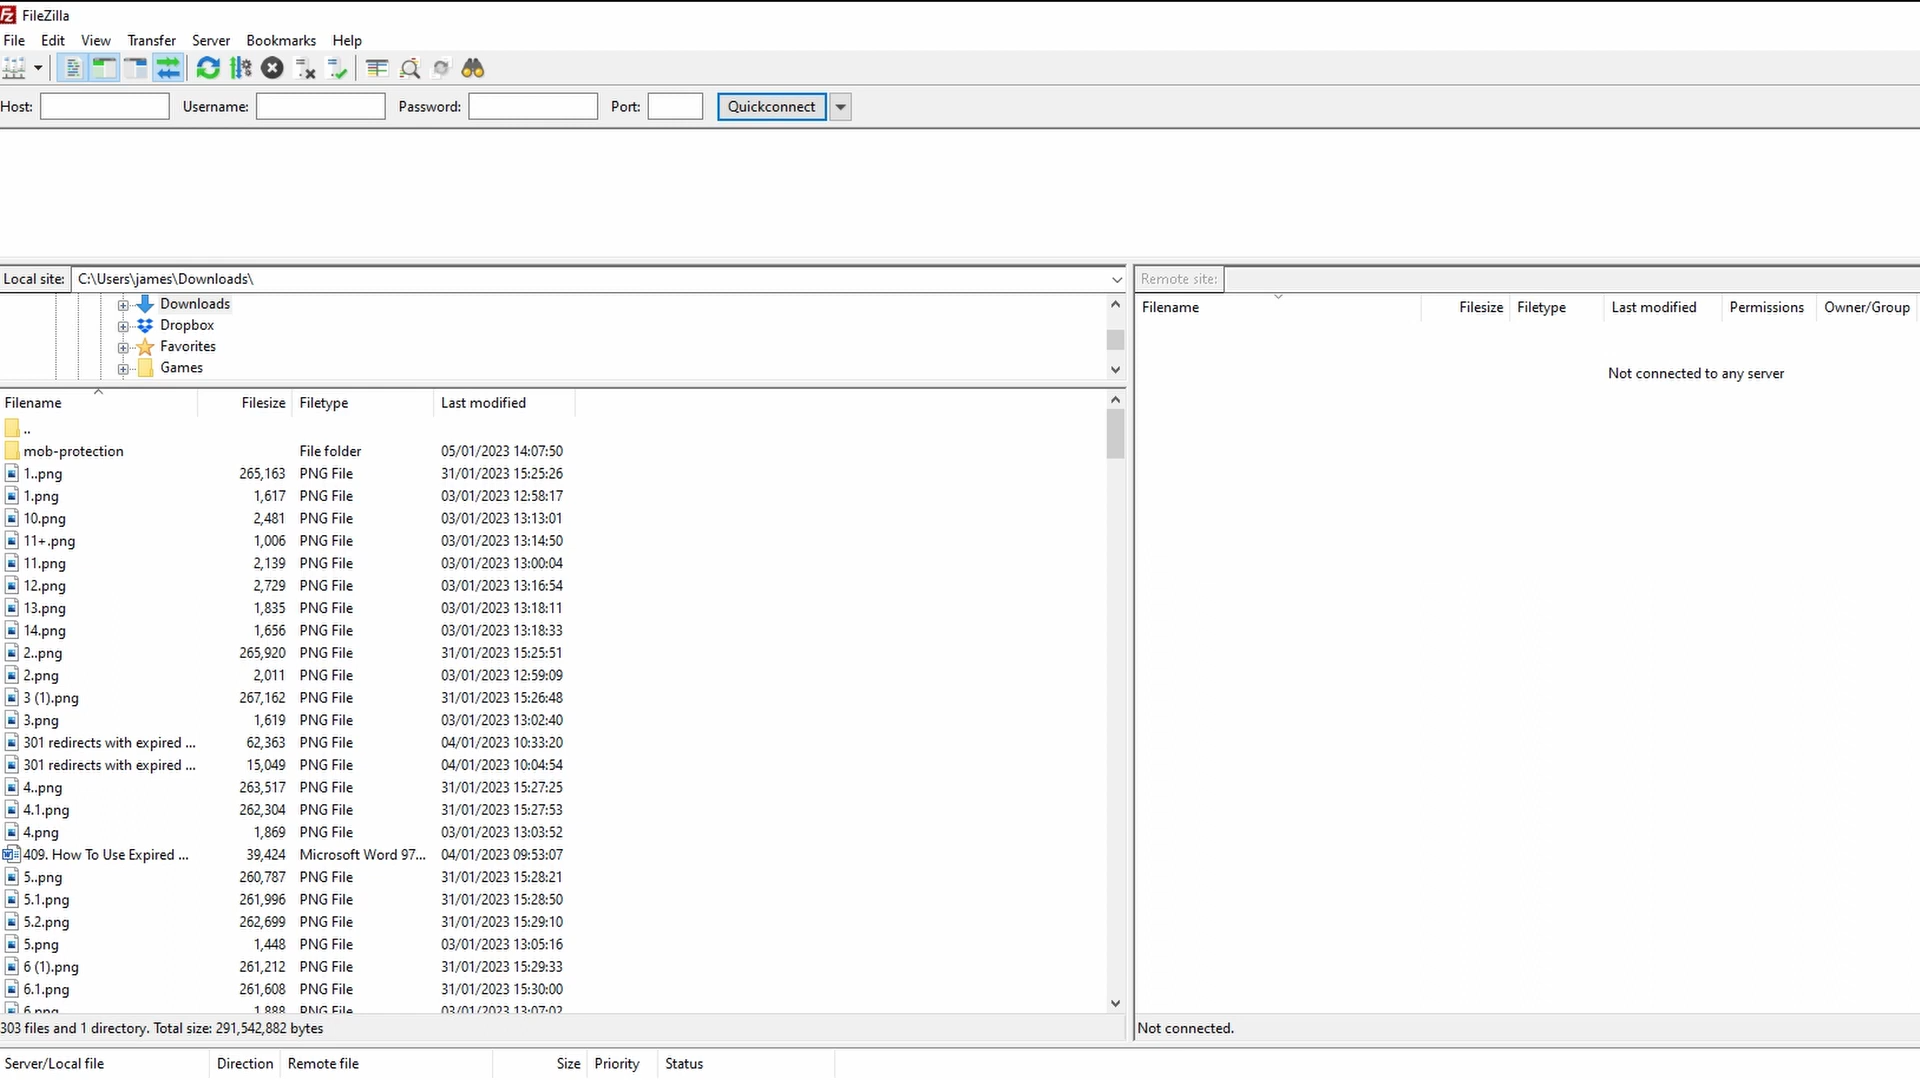 FileZilla
File Edit View Transfer Server Bookmarks Help
Host: Username: Password: Port: Quickconnect
Local site: C:\Users\james\Downloads\
Downloads
Dropbox
Favorites
Games
Filename Filesize Filetype Last modified
..
mob-protection File folder 05/01/2023 14:07:50
1..png 265,163 PNG File 31/01/2023 15:25:26
1.png 1,617 PNG File 03/01/2023 12:58:17
10.png 2,481 PNG File 03/01/2023 13:13:01
11+.png 1,006 PNG File 03/01/2023 13:14:50
11.png 2,139 PNG File 03/01/2023 13:00:04
12.png 2,729 PNG File 03/01/2023 13:16:54
13.png 1,835 PNG File 03/01/2023 13:18:11
14.png 1,656 PNG File 03/01/2023 13:18:33
2..png 265,920 PNG File 31/01/2023 15:25:51
2.png 2,011 PNG File 03/01/2023 12:59:09
3 (1).png 267,162 PNG File 31/01/2023 15:26:48
3.png 1,619 PNG File 03/01/2023 13:02:40
301 redirects with expired ... 62,363 PNG File 04/01/2023 10:33:20
301 redirects with expired ... 15,049 PNG File 04/01/2023 10:04:54
4..png 263,517 PNG File 31/01/2023 15:27:25
4.1.png 262,304 PNG File 31/01/2023 15:27:53
4.png 1,869 PNG File 03/01/2023 13:03:52
409. How To Use Expired ... 39,424 Microsoft Word 97... 04/01/2023 09:53:07
5..png 260,787 PNG File 31/01/2023 15:28:21
5.1.png 261,996 PNG File 31/01/2023 15:28:50
5.2.png 262,699 PNG File 31/01/2023 15:29:10
5.png 1,448 PNG File 03/01/2023 13:05:16
6 (1).png 261,212 PNG File 31/01/2023 15:29:33
6.1.png 261,608 PNG File 31/01/2023 15:30:00
6.png 1,888 PNG File 03/01/2023 13:07:02
303 files and 1 directory. Total size: 291,542,882 bytes
Remote site:
Filename Filesize Filetype Last modified Permissions Owner/Group
Not connected to any server
Not connected.
Server/Local file Direction Remote file Size Priority Status